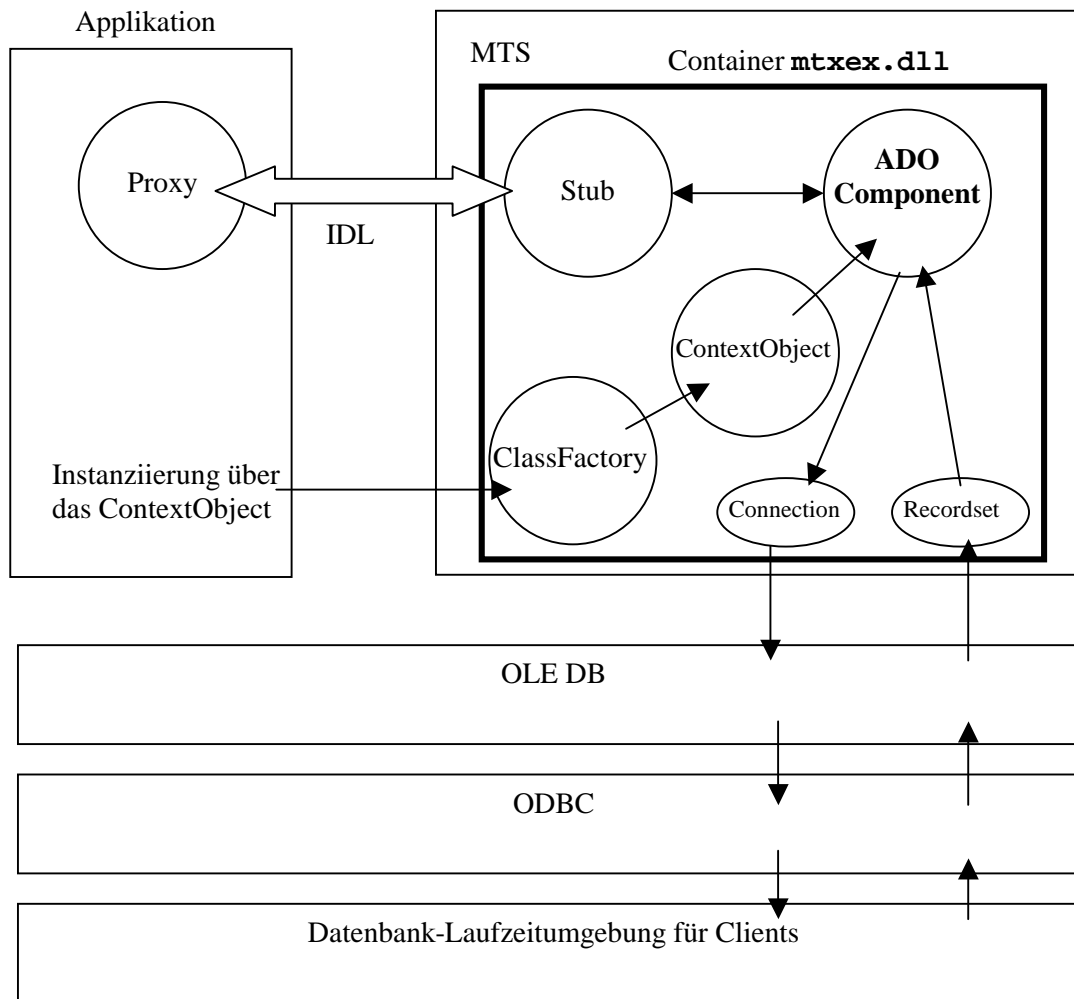 Applikation
MTS
Container mtxex.dll
Proxy
IDL
Stub
ADO
Component
ContextObject
ClassFactory
Instanziierung über
das ContextObject
Connection
Recordset
OLE DB
ODBC
Datenbank-Laufzeitumgebung für Clients